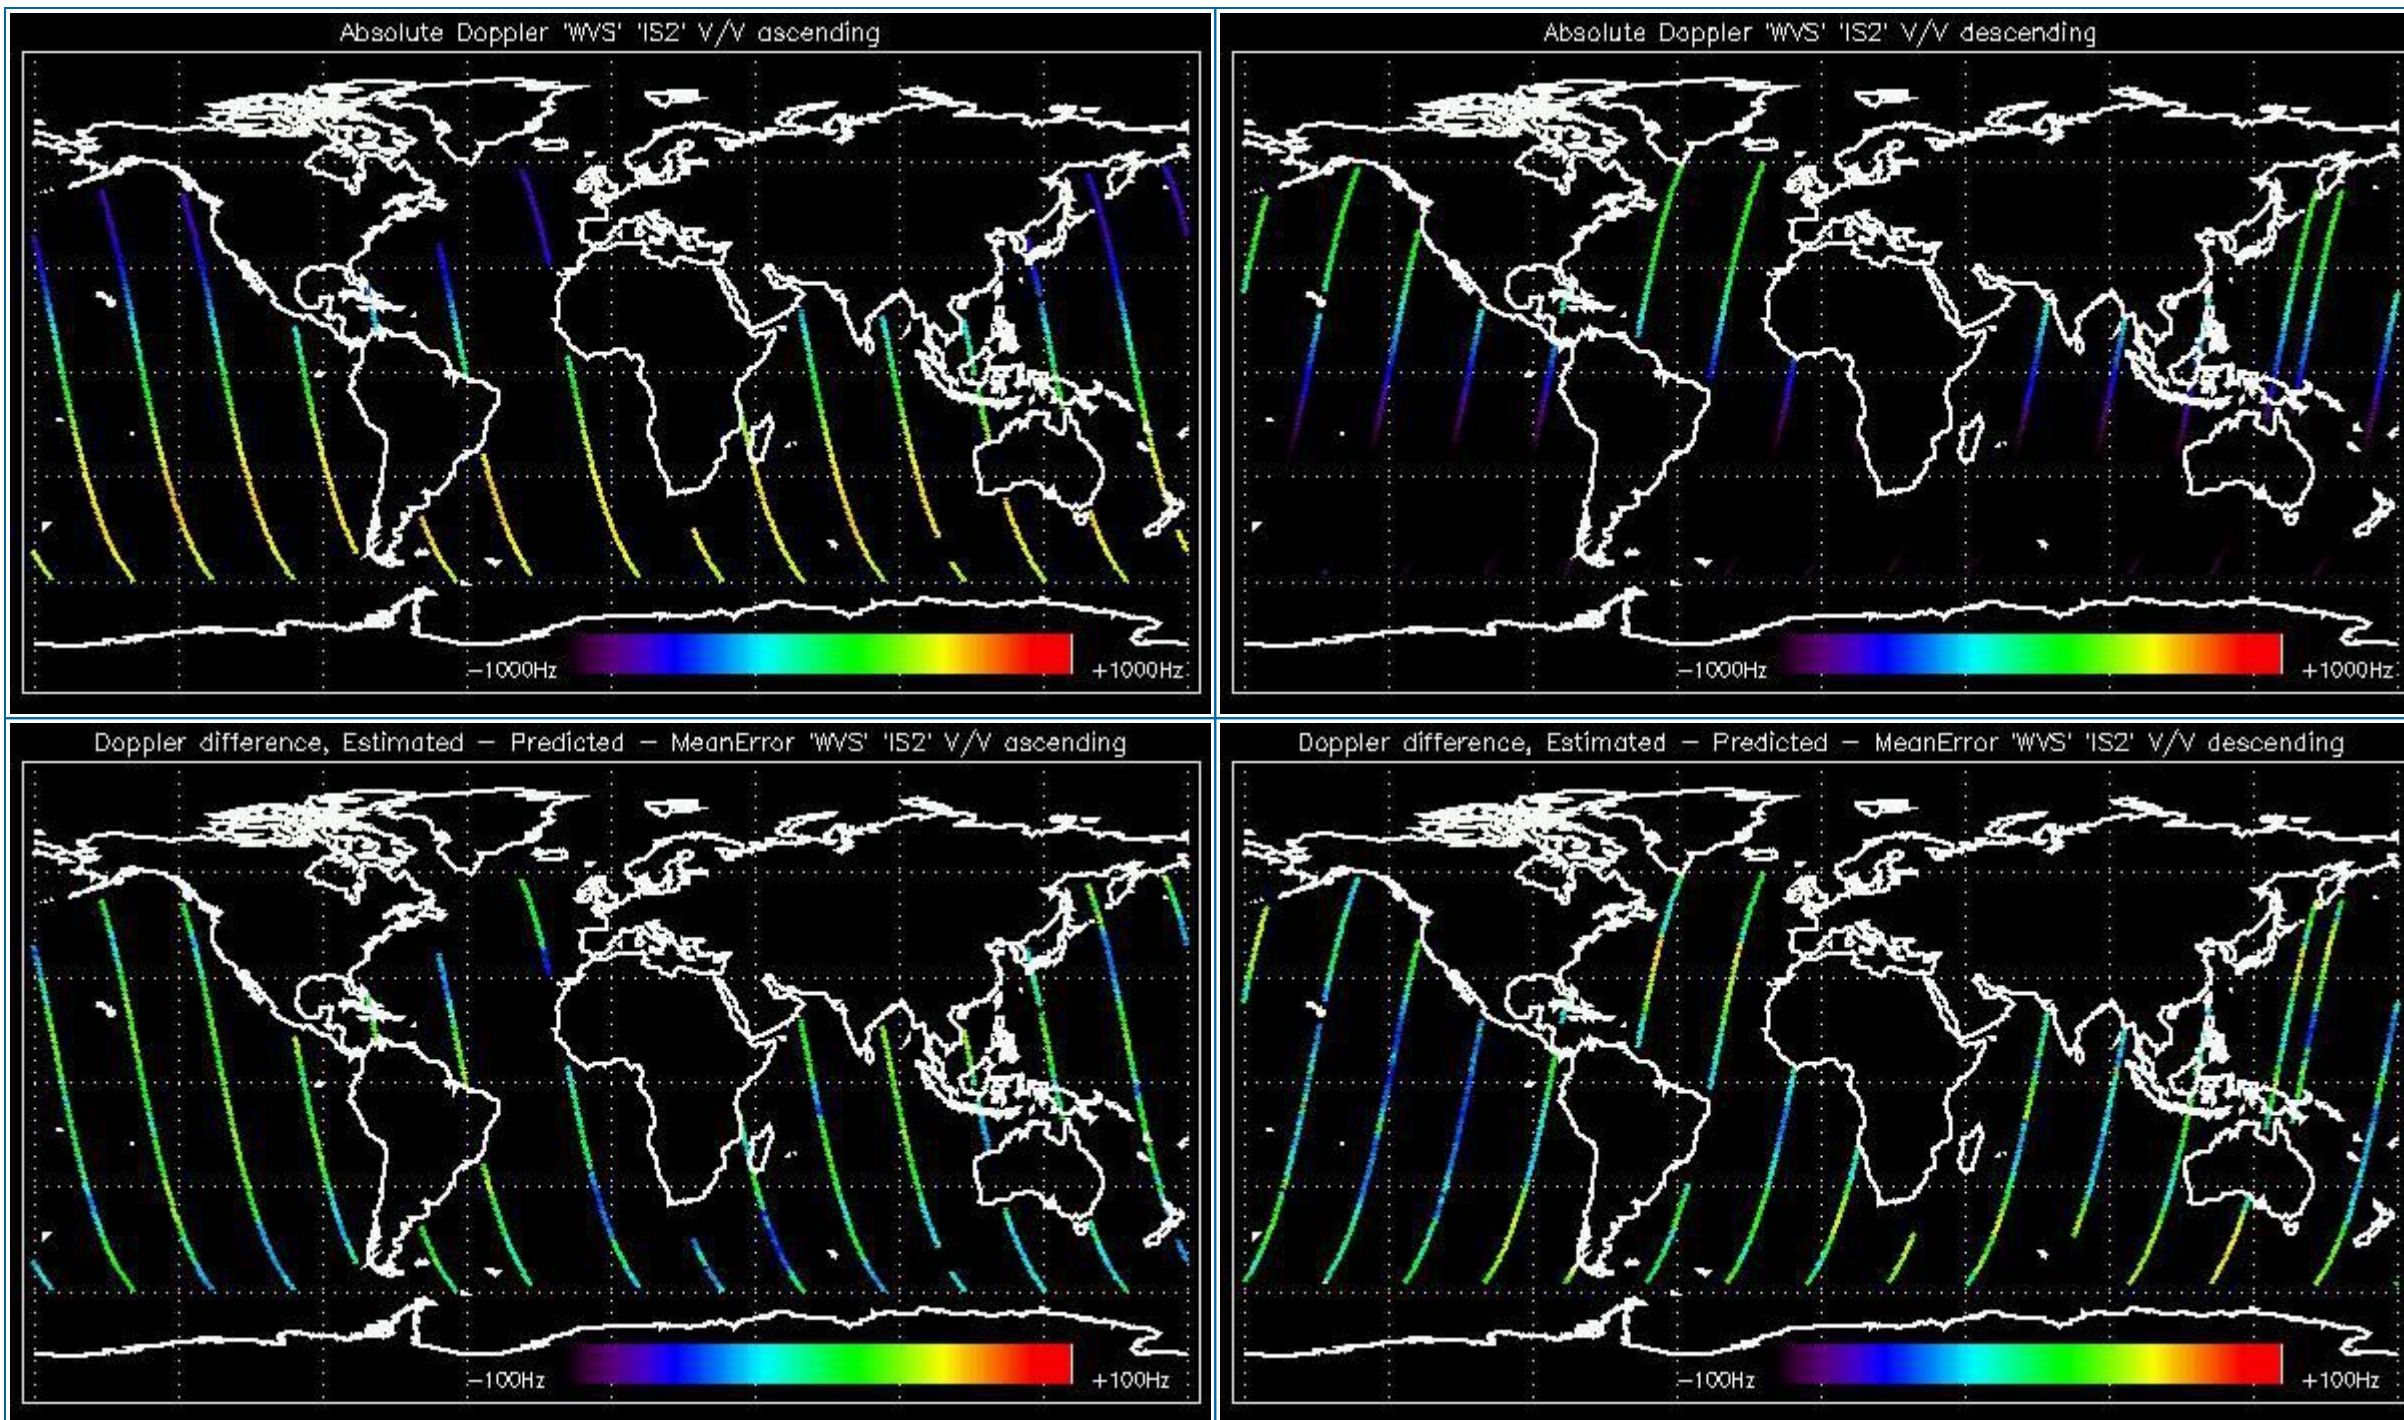 Absolute Doppler 'WVS' 'IS2' V/V ascending
-1000Hz
+1000Hz
Absolute Doppler 'WVS' 'IS2' V/V descending
-1000Hz
+1000Hz
Doppler difference, Estimated - Predicted - MeanError 'WVS' 'IS2' V/V ascending
-100Hz
+100Hz
Doppler difference, Estimated - Predicted - MeanError 'WVS' 'IS2' V/V descending
-100Hz
+100Hz